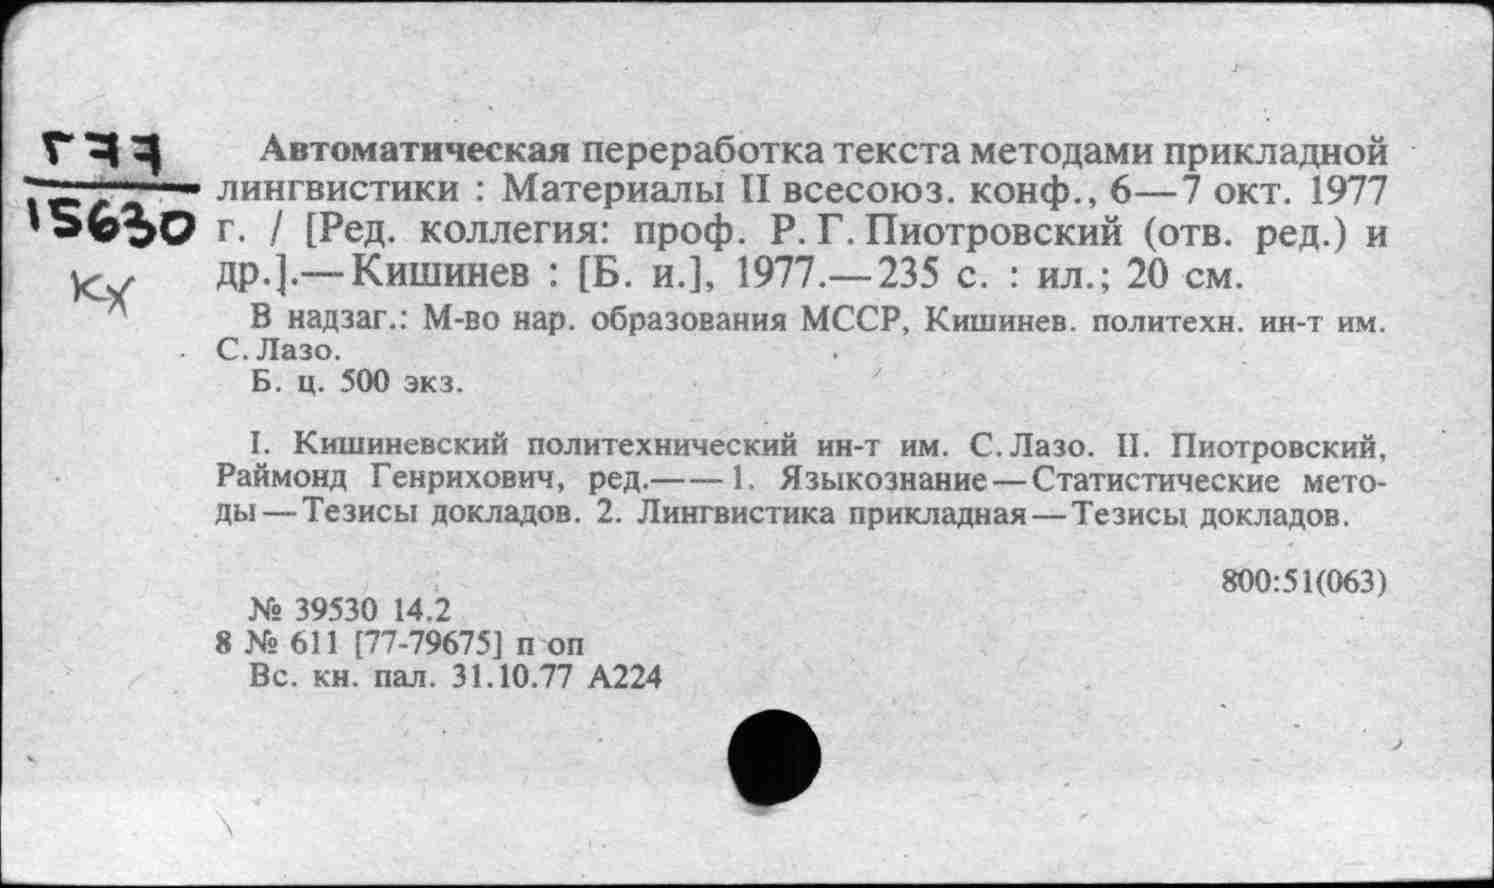 Г77
15630
КХ
Автоматическая переработка текста методами прикладной
лингвистики : Материалы II всесоюз. конф., 6—7 окт. 1977
г. / [Ред. коллегия: проф. Р. Г. Пиотровский (отв. ред.) и
др.].— Кишинев : [Б. и.], 1977.— 235 с. : ил.; 20 см.
В надзаг.: М-во нар. образования МССР, Кишинев. политехн. ин-т им.
С. Лазо.
Б. ц. 500 экз.
I. Кишиневский политехнический ин-т им. С. Лазо. II. Пиотровский,
Раймонд Генрихович, ред.—— 1. Языкознание — Статистические мето-
ды — Тезисы докладов. 2. Лингвистика прикладная — Тезисы докладов.
800:51(063)
№ 39530 14.2
8 № 611 [77-79675] п оп
Вс. кн. пал. 31.10.77 А224